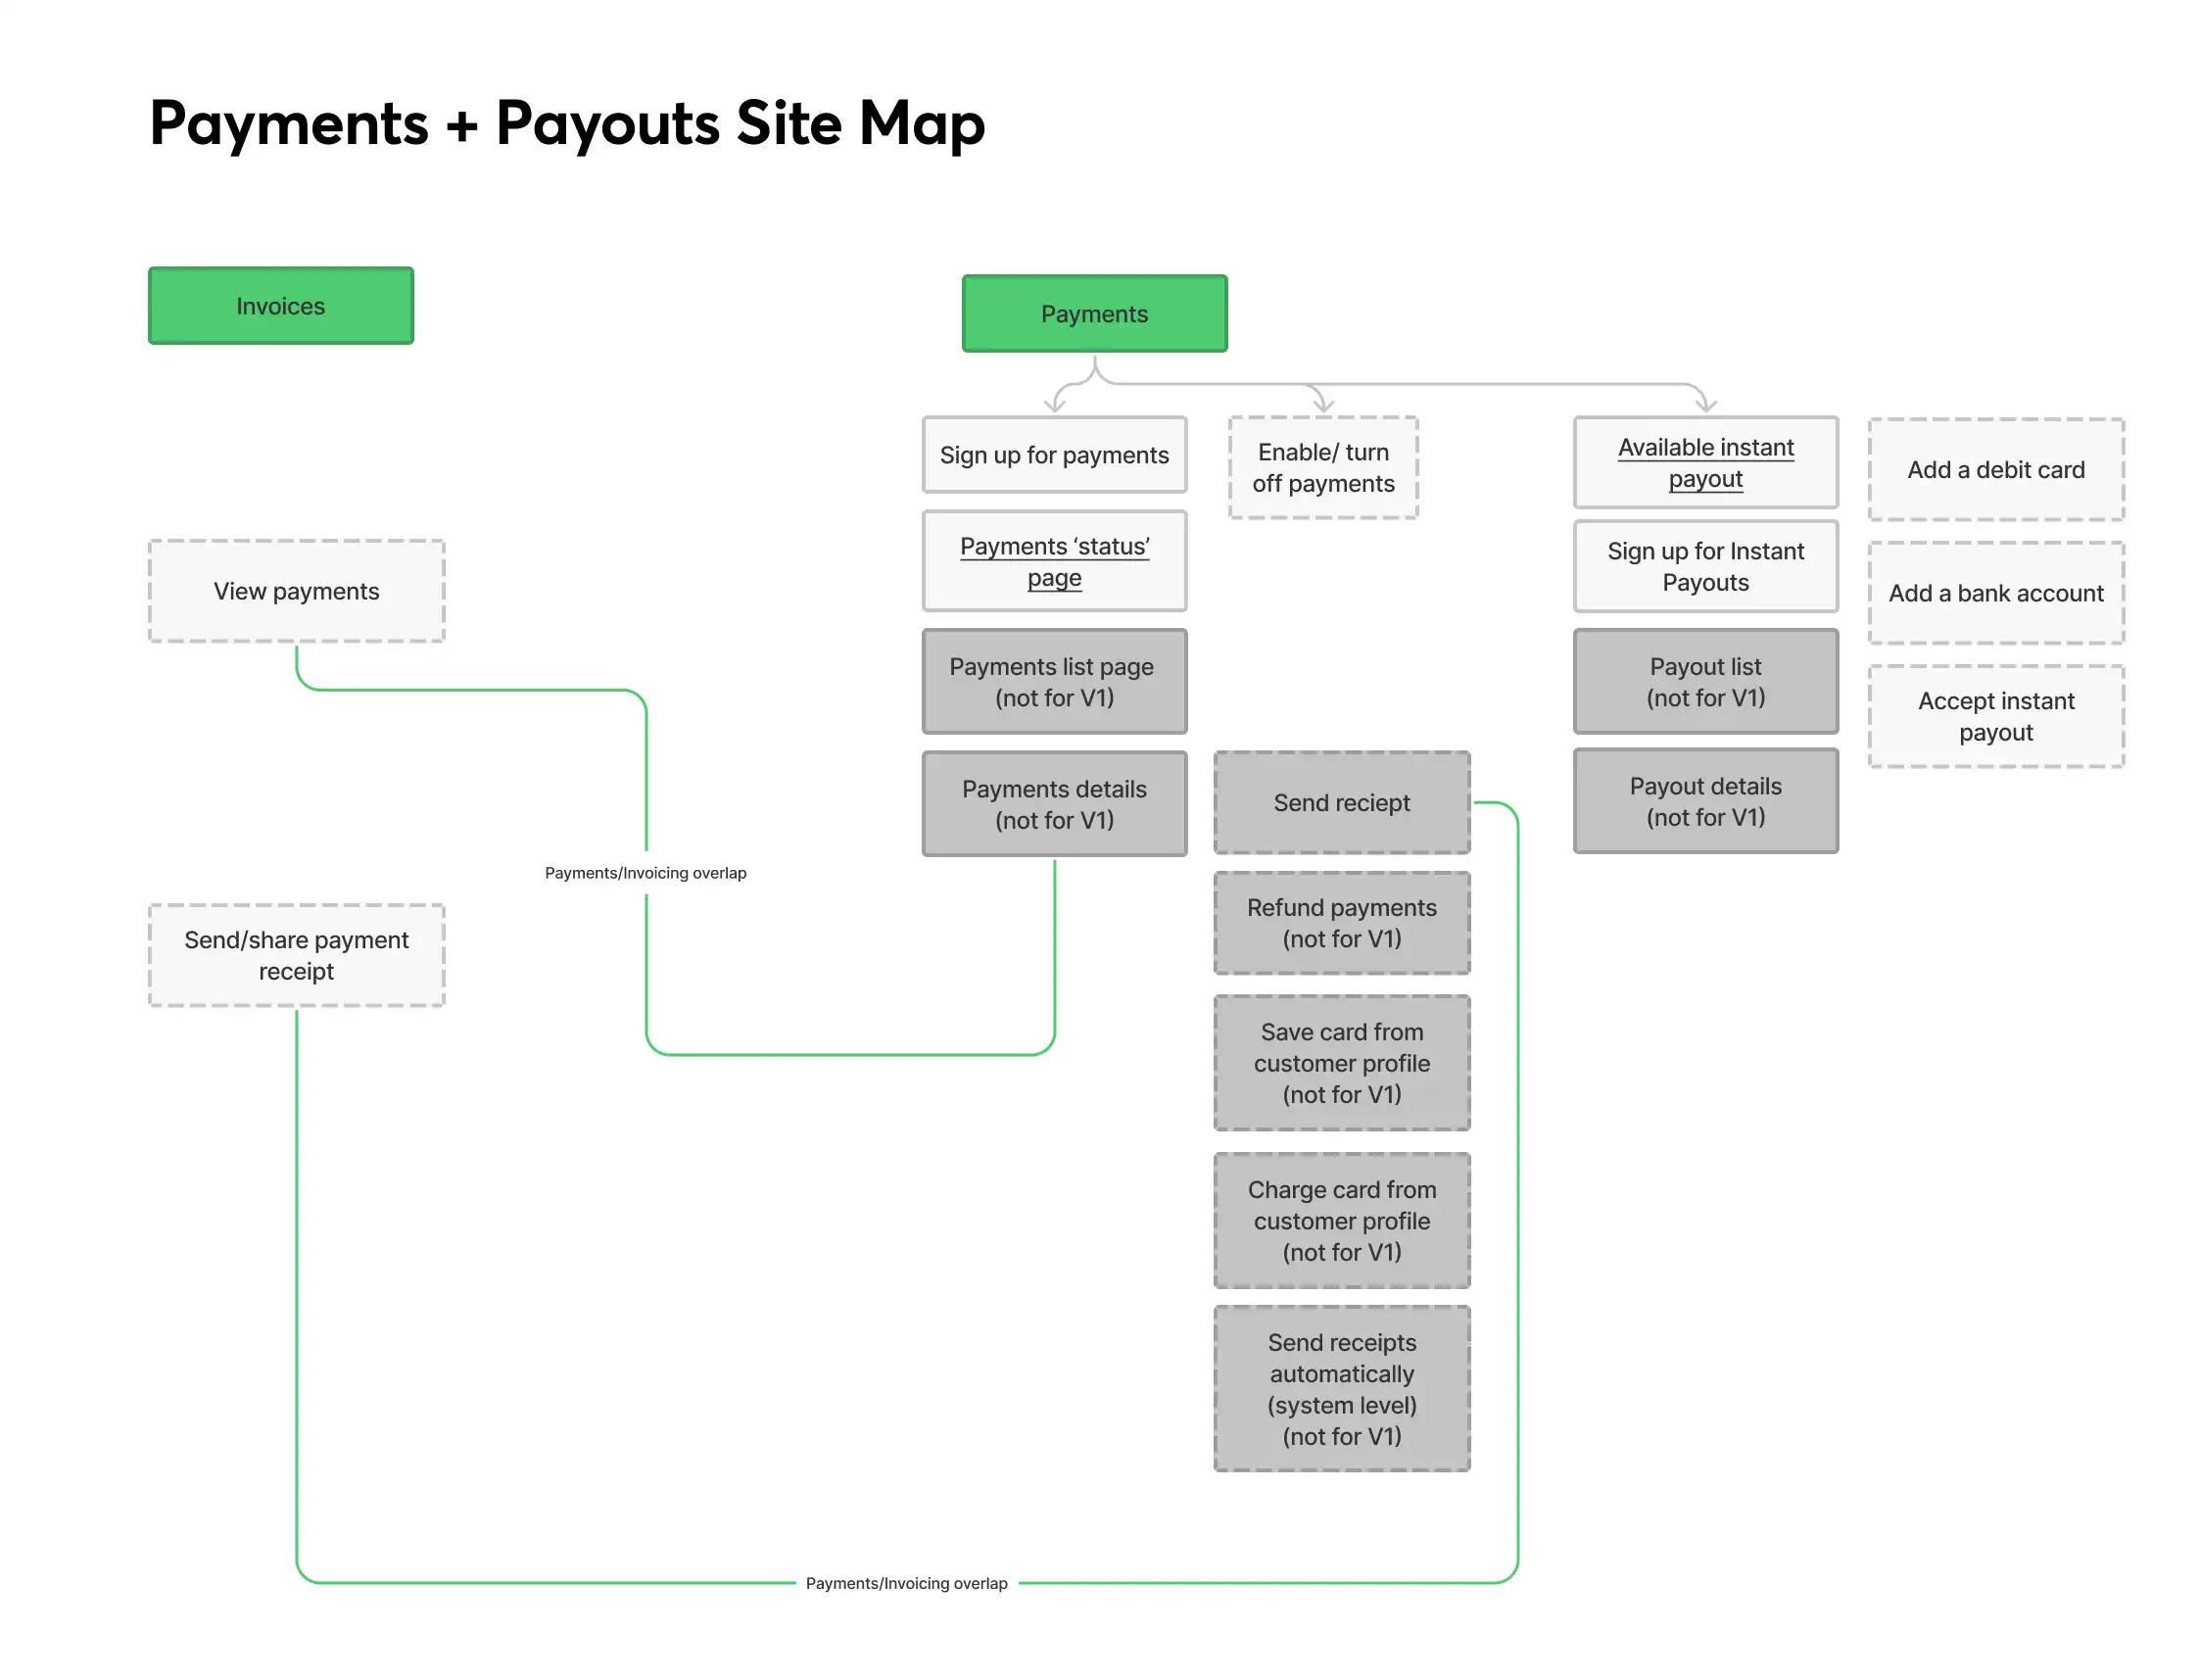 Payments + Payouts Site Map
Invoices
Payments
Sign up for payments
Enable/ turn
off payments
Available instant
payout
Add a debit card
Payments ‘status’
page
Sign up for Instant
Payouts
Add a bank account
View payments
Payments list page
(not for V1)
Payout list
(not for V1)
Accept instant
payout
Payments details
(not for V1)
Send reciept
Payout details
(not for V1)
Payments/Invoicing overlap
Refund payments
(not for V1)
Send/share payment
receipt
Save card from
customer profile
(not for V1)
Charge card from
customer profile
(not for V1)
Send receipts
automatically
(system level)
(not for V1)
Payments/Invoicing overlap